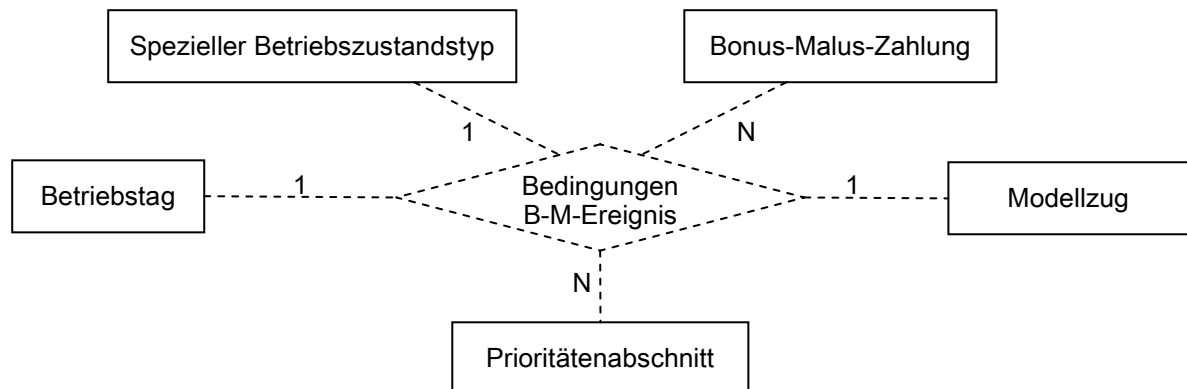 Spezieller Betriebszustandstyp
Bonus-Malus-Zahlung
1
N
Betriebstag
1
Bedingungen
B-M-Ereignis
1
Modellzug
N
Prioritätenabschnitt